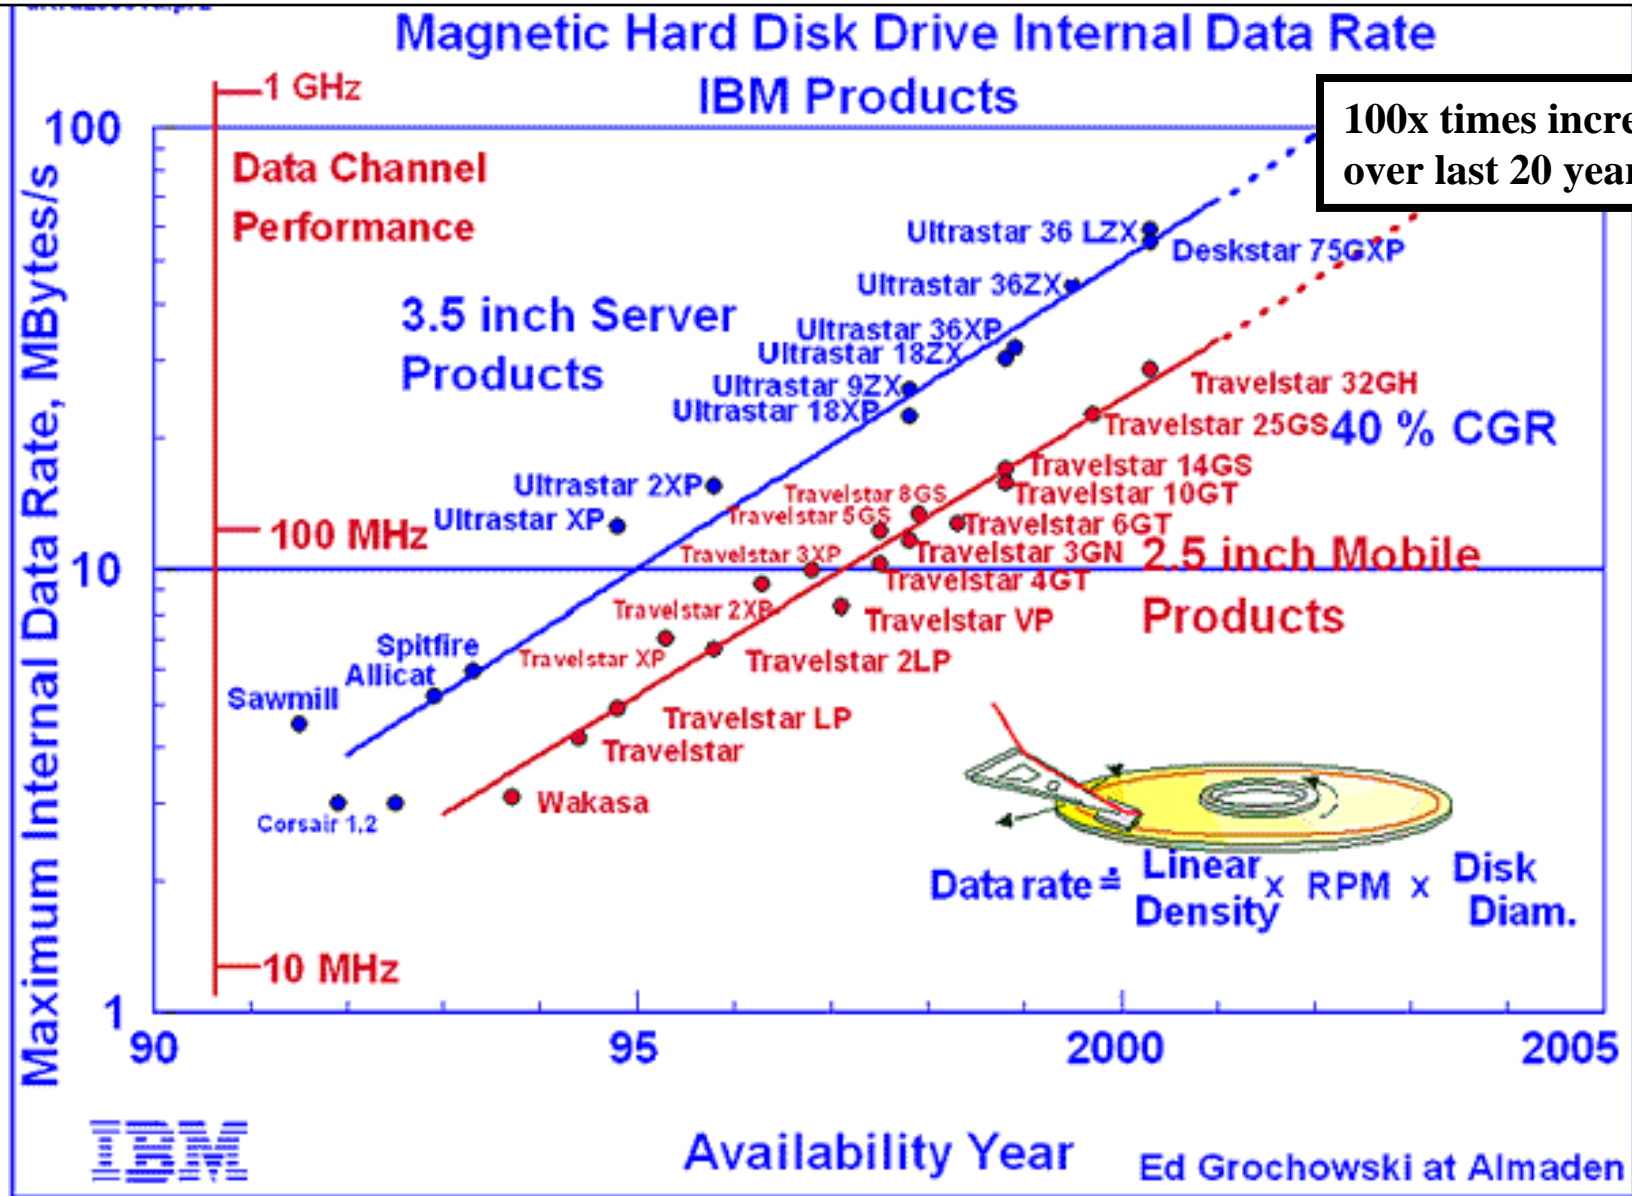 Magnetic Hard Disk Drive Internal Data Rate
IBM Products
100x times incre
over last 20 year
1 GHz
100
Data Channel
Performance
Maximum Internal Data Rate, MBytes/s
Ultrastar 36 LZX
Deskstar 75GXP
Ultrastar 36ZX
3.5 inch Server
Products
Ultrastar 36XP
Ultrastar 18ZX
Ultrastar 9ZX
Ultrastar 18XP
Travelstar 32GH
Travelstar 25GS
40 % CGR
Travelstar 14GS
Travelstar 10GT
Ultrastar 2XP
Travelstar 8GS
Travelstar 5GS
Ultrastar XP
Travelstar 6GT
100 MHz
Travelstar 3XP
Travelstar 3GN
2.5 inch Mobile
Products
10
Travelstar 4GT
Travelstar 2XP
Travelstar VP
Spitfire
Travelstar XP
Travelstar 2LP
Allicat
Sawmill
Travelstar LP
Travelstar
Wakasa
Corsair 1,2
Data rate ≐ Linear Density x RPM x Disk Diam.
10 MHz
1
90
95
2000
2005
IBM
Availability Year
Ed Grochowski at Almaden